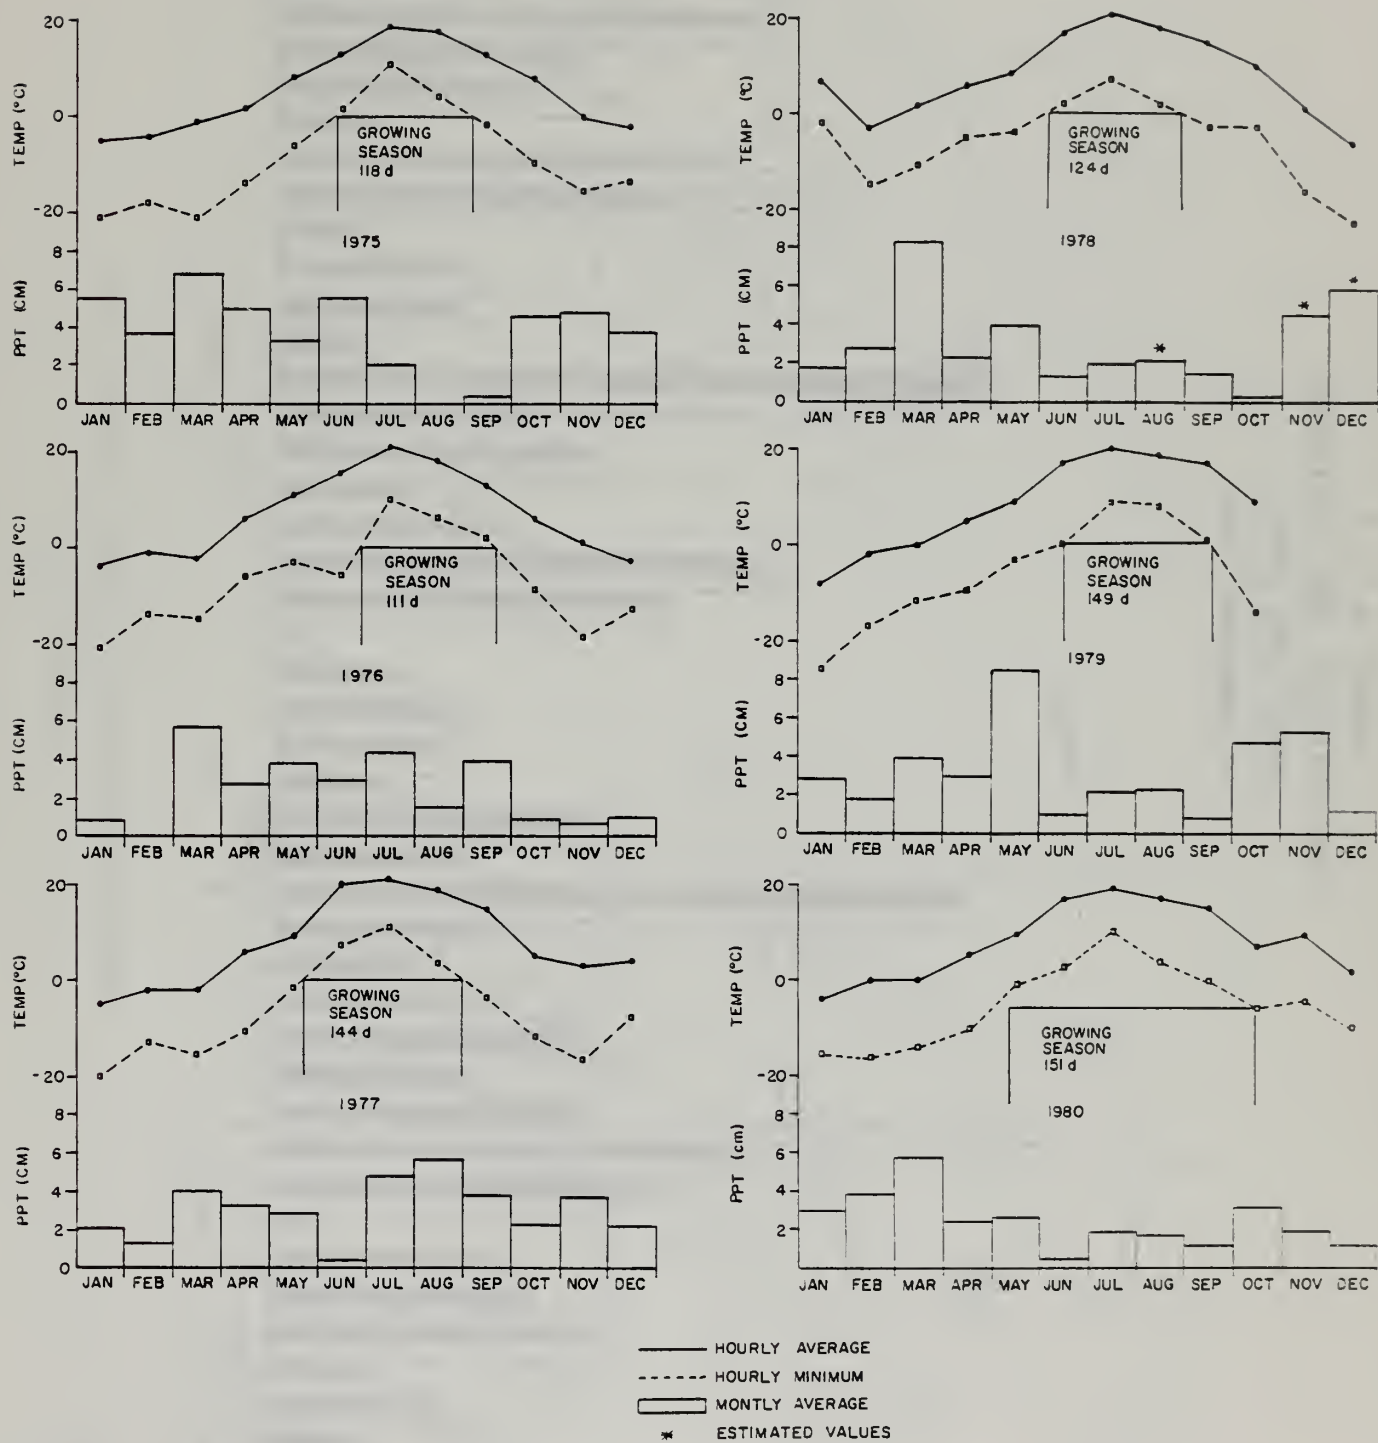 20
TEMP (°C)
0
-20
GROWING
SEASON
118 d
1975
8
6
PPT (CM)
4
2
0
JAN FEB MAR APR MAY JUN JUL AUG SEP OCT NOV DEC
20
TEMP (°C)
0
-20
GROWING
SEASON
124 d
1978
8
6
PPT (CM)
4
2
0
*
*
*
JAN FEB MAR APR MAY JUN JUL AUG SEP OCT NOV DEC
20
TEMP (°C)
0
-20
GROWING
SEASON
111 d
1976
8
6
PPT (CM)
4
2
0
JAN FEB MAR APR MAY JUN JUL AUG SEP OCT NOV DEC
20
TEMP (°C)
0
-20
GROWING
SEASON
149 d
1979
8
6
PPT (CM)
4
2
0
JAN FEB MAR APR MAY JUN JUL AUG SEP OCT NOV DEC
20
TEMP (°C)
0
-20
GROWING
SEASON
144 d
1977
8
6
PPT (CM)
4
2
0
JAN FEB MAR APR MAY JUN JUL AUG SEP OCT NOV DEC
20
TEMP (°C)
0
-20
GROWING
SEASON
151 d
1980
8
6
PPT (cm)
4
2
JAN FEB MAR APR MAY JUN JUL AUG SEP OCT NOV DEC
HOURLY AVERAGE
HOURLY MINIMUM
MONTLY AVERAGE
* ESTIMATED VALUES